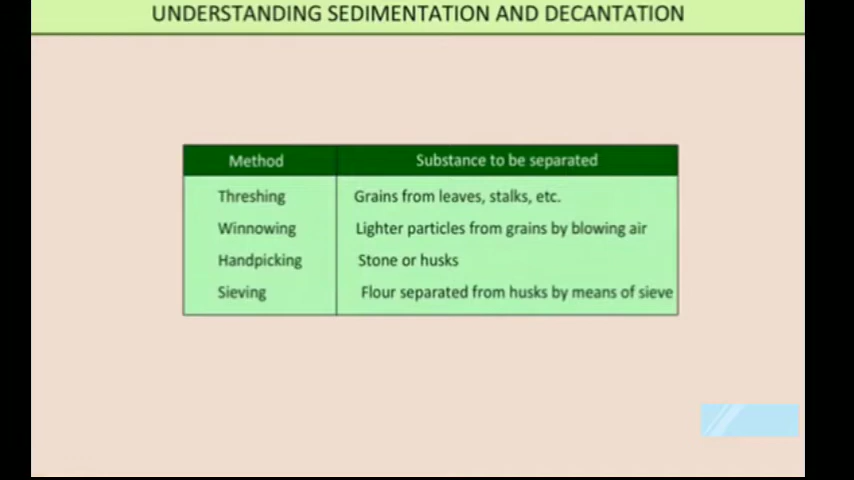 UNDERSTANDING SEDIMENTATION AND DECANTATION
Method Substance to be separated
Threshing Grains from leaves, stalks, etc.
Winnowing Lighter particles from grains by blowing air
Handpicking Stone or husks
Sieving Flour separated from husks by means of sieve